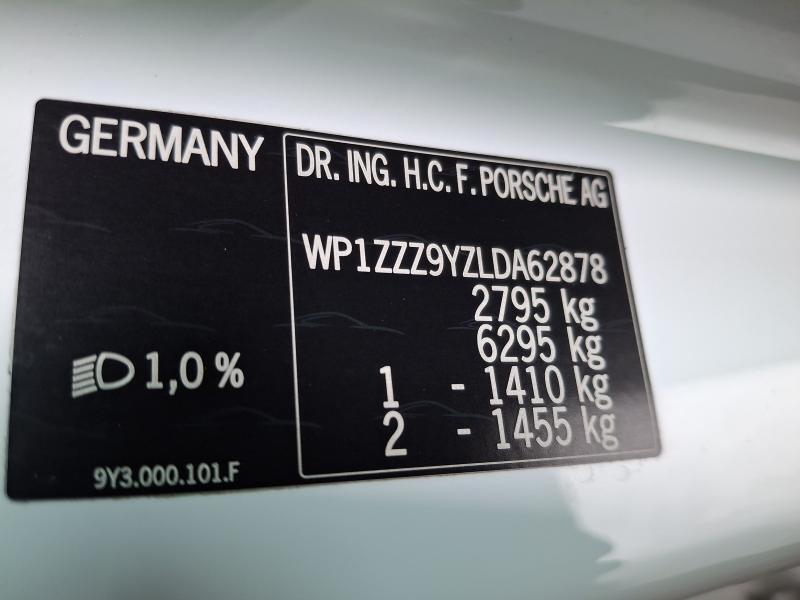 GERMANY
DR. ING. H.C. F. PORSCHE AG
WP1ZZZ9YZLDA62878
2795 kg
6295 kg
1 - 1410 kg
2 - 1455 kg
1,0 %
9Y3.000.101.F